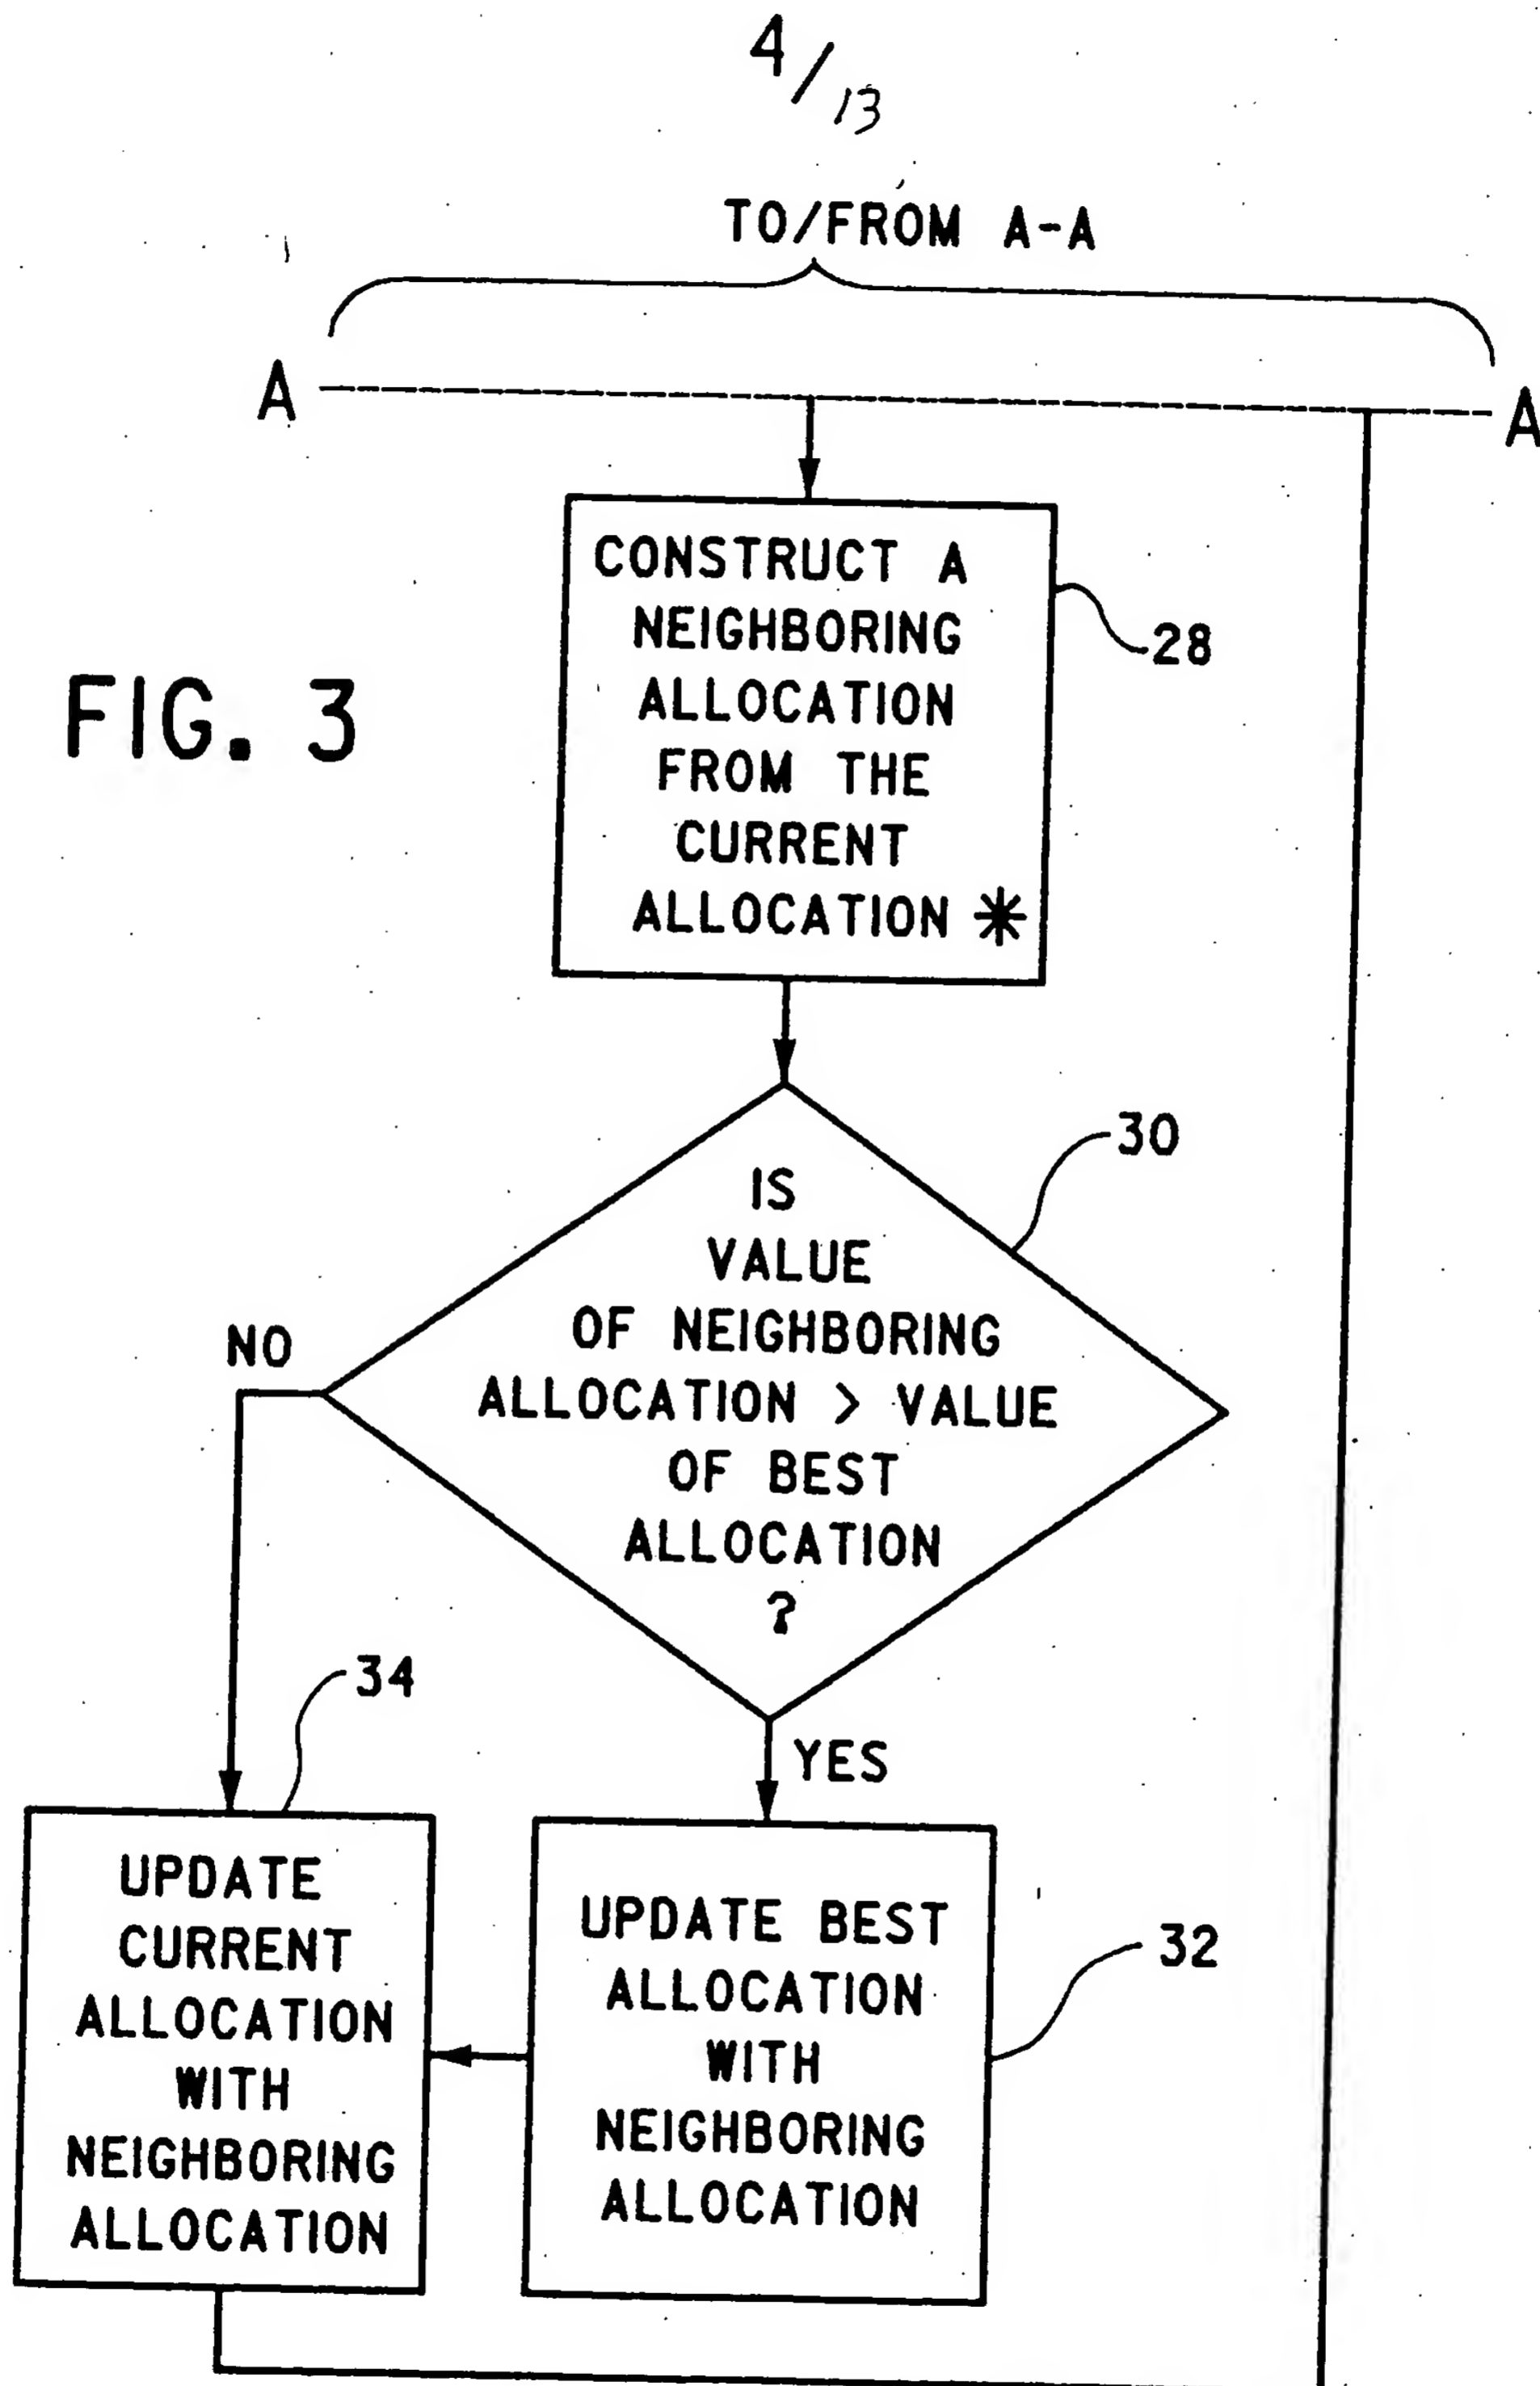 4/13
TO/FROM A-A
A A
CONSTRUCT A
NEIGHBORING
ALLOCATION
FROM THE
CURRENT
ALLOCATION *
28
FIG. 3
30
IS
VALUE
OF NEIGHBORING
ALLOCATION > VALUE
OF BEST
ALLOCATION
?
NO
YES
34
UPDATE
CURRENT
ALLOCATION
WITH
NEIGHBORING
ALLOCATION
UPDATE BEST
ALLOCATION
WITH
NEIGHBORING
ALLOCATION
32